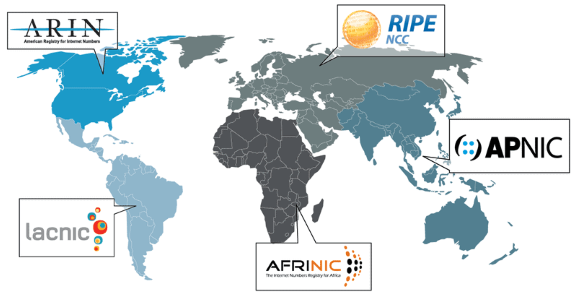 ARIN
American Registry for Internet Numbers
RIPE
NCC
APNIC
lacnic
AFRINIC
The Internet Numbers Registry for Africa